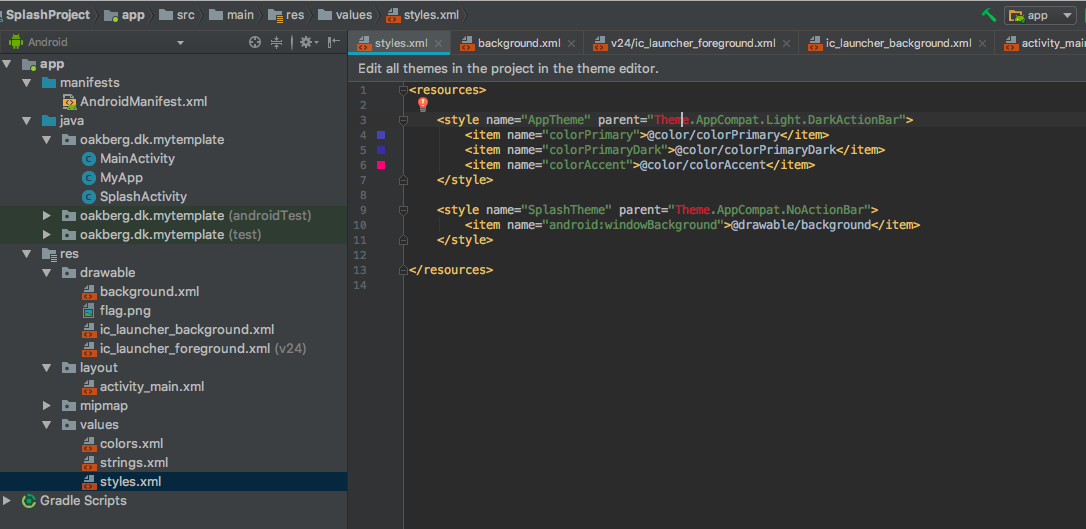 SplashProject app src main res values styles.xml app
Android
styles.xml background.xml v24/ic_launcher_foreground.xml ic_launcher_background.xml activity_main
Edit all themes in the project in the theme editor.
app
manifests
AndroidManifest.xml
java
oakberg.dk.mytemplate
MainActivity
MyApp
SplashActivity
oakberg.dk.mytemplate (androidTest)
oakberg.dk.mytemplate (test)
res
drawable
background.xml
flag.png
ic_launcher_background.xml
ic_launcher_foreground.xml (v24)
layout
activity_main.xml
mipmap
values
colors.xml
strings.xml
styles.xml
Gradle Scripts
1 <resources>
2
3 <style name="AppTheme" parent="Theme.AppCompat.Light.DarkActionBar">
4 <item name="colorPrimary">@color/colorPrimary</item>
5 <item name="colorPrimaryDark">@color/colorPrimaryDark</item>
6 <item name="colorAccent">@color/colorAccent</item>
7 </style>
8
9 <style name="SplashTheme" parent="Theme.AppCompat.NoActionBar">
10 <item name="android:windowBackground">@drawable/background</item>
11 </style>
12
13 </resources>
14